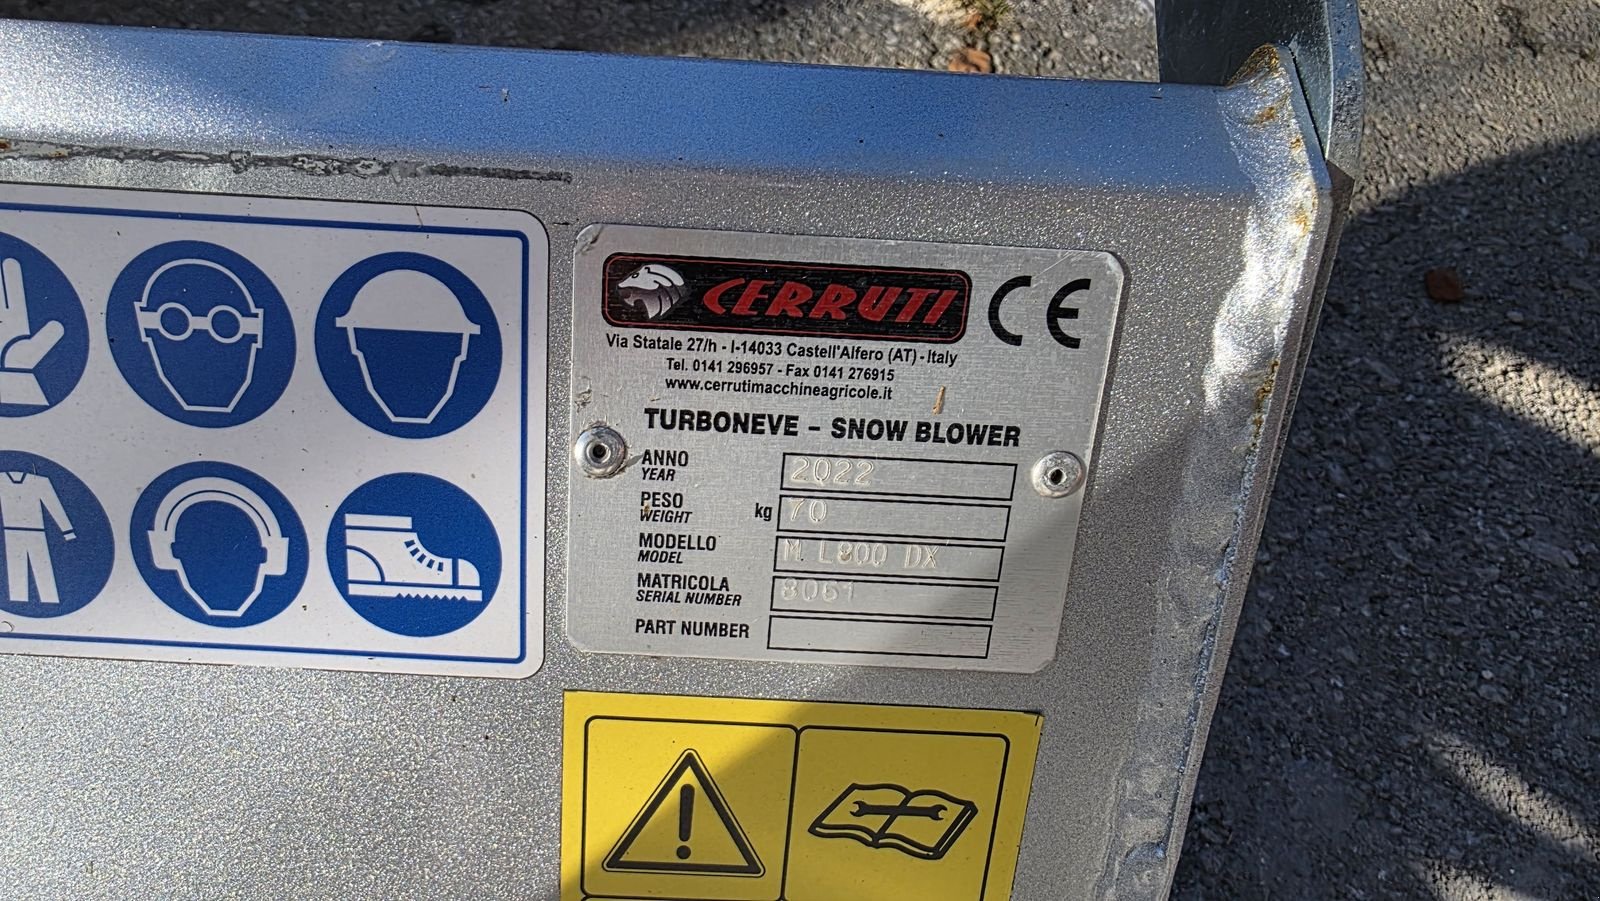 CERRUTI CE
Via Statale 27/h - I-14033 Castell'Alfero (AT) - Italy
Tel. 0141 296957 - Fax 0141 276915
www.cerrutimacchineagricole.it
TURBONEVE - SNOW BLOWER
ANNO
YEAR 2022
PESO
WEIGHT kg 70
MODELLO
MODEL M L800 DX
MATRICOLA
SERIAL NUMBER 8061
PART NUMBER